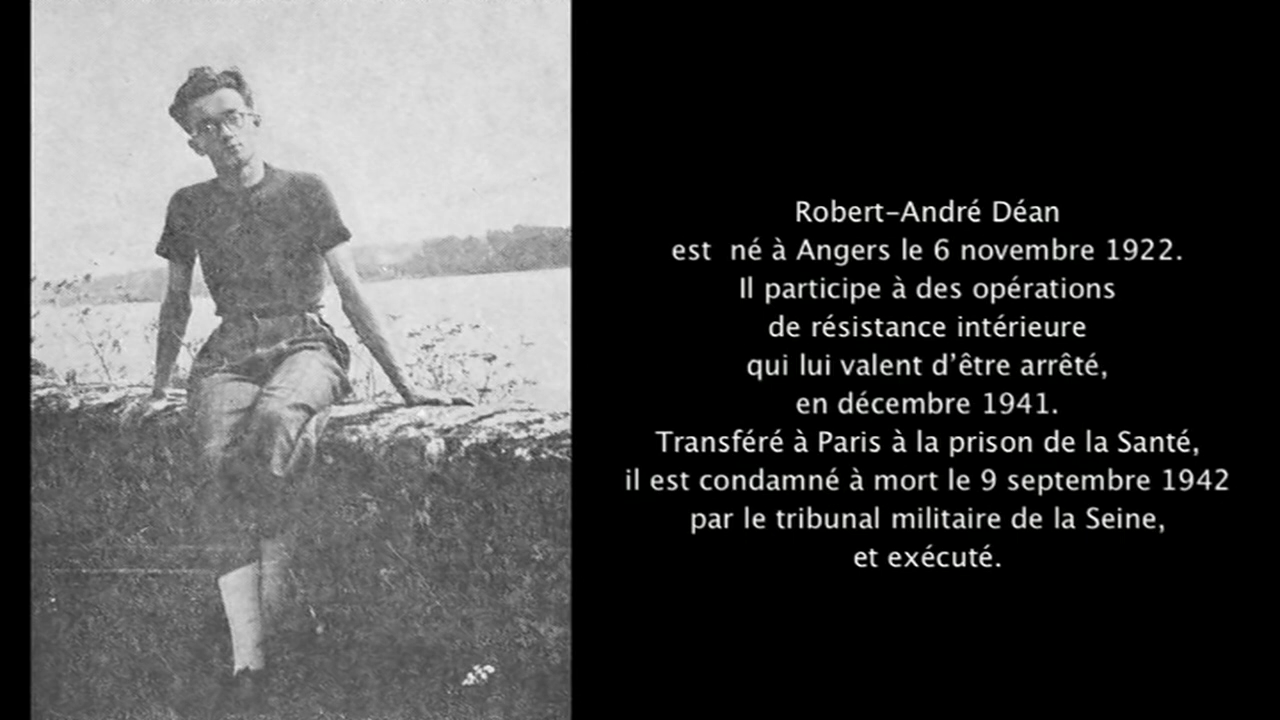 Robert-André Déan
est né à Angers le 6 novembre 1922.
Il participe à des opérations
de résistance intérieure
qui lui valent d'être arrêté,
en décembre 1941.
Transféré à Paris à la prison de la Santé,
il est condamné à mort le 9 septembre 1942
par le tribunal militaire de la Seine,
et exécuté.